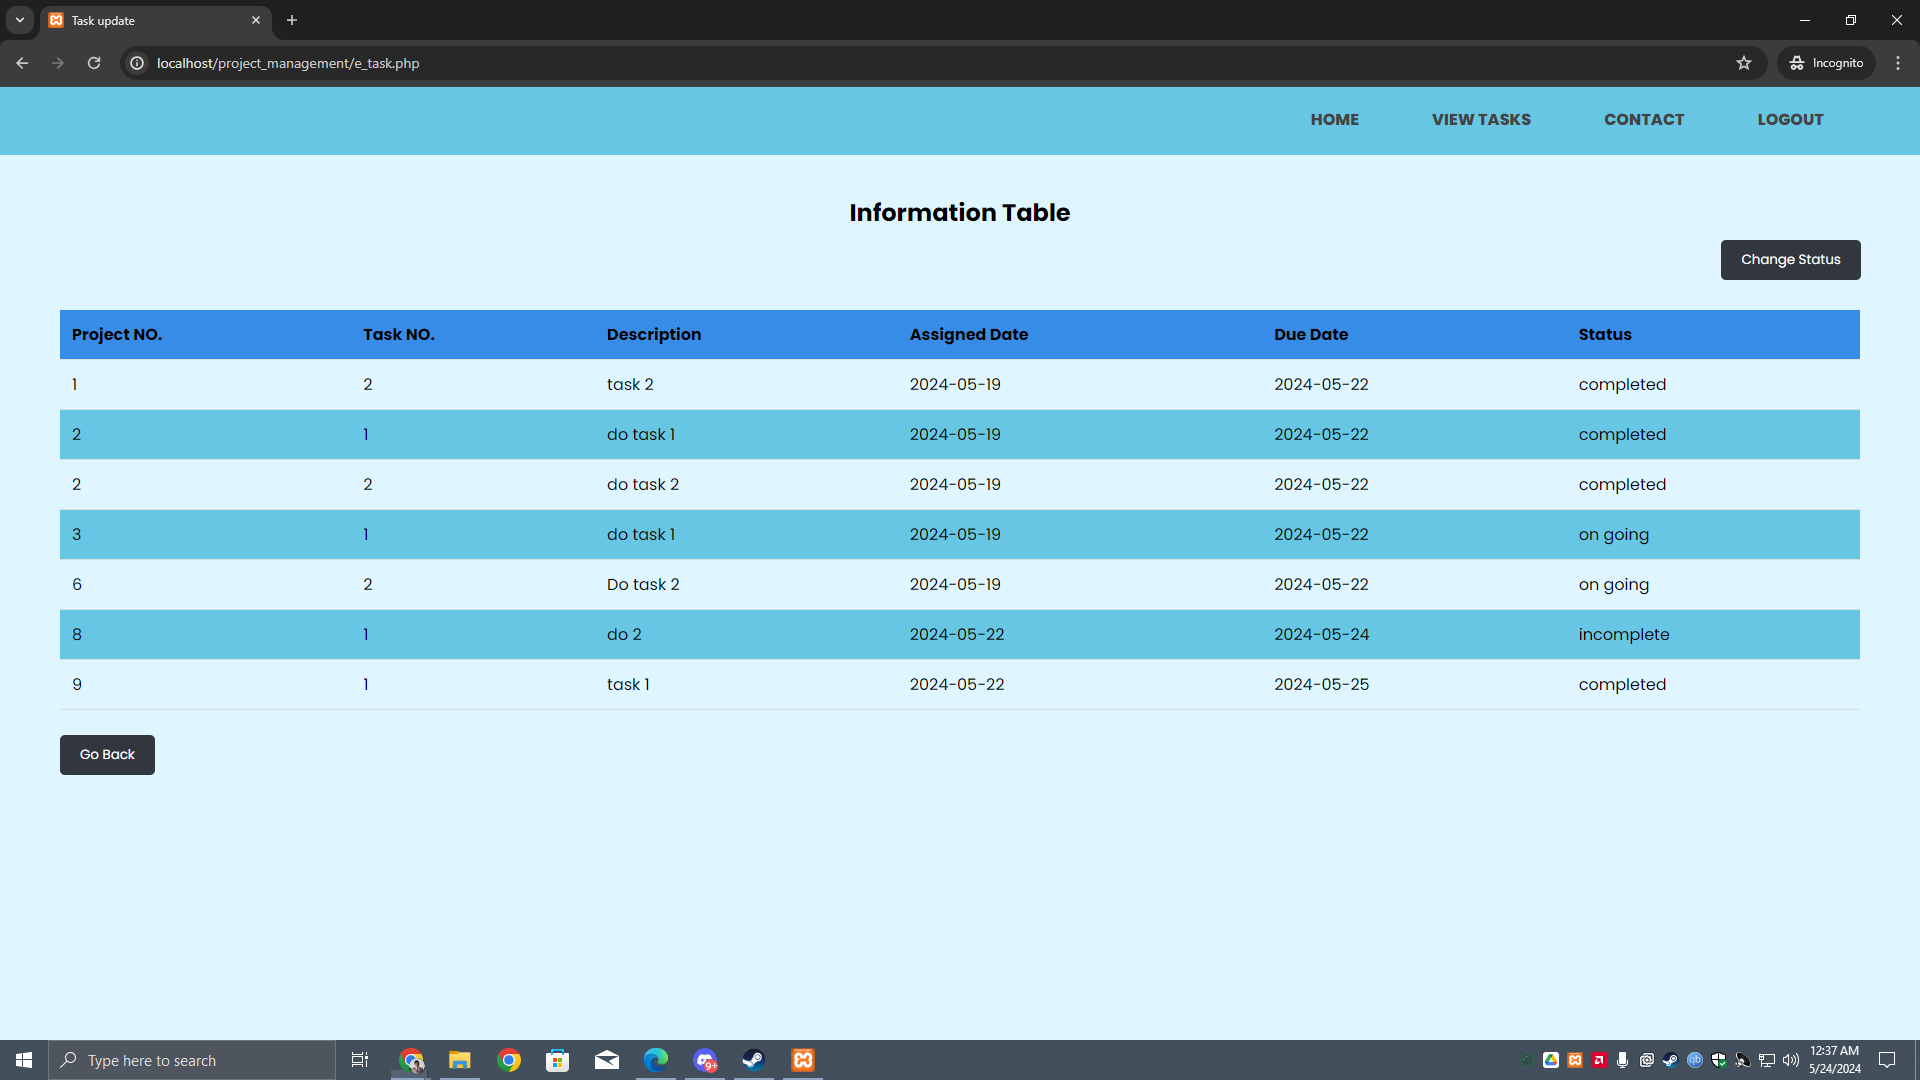 Task update
localhost/project_management/e_task.php
Incognito
HOME VIEW TASKS CONTACT LOGOUT
Information Table
Change Status
Project NO. Task NO. Description Assigned Date Due Date Status
1 2 task 2 2024-05-19 2024-05-22 completed
2 1 do task 1 2024-05-19 2024-05-22 completed
2 2 do task 2 2024-05-19 2024-05-22 completed
3 1 do task 1 2024-05-19 2024-05-22 on going
6 2 Do task 2 2024-05-19 2024-05-22 on going
8 1 do 2 2024-05-22 2024-05-24 incomplete
9 1 task 1 2024-05-22 2024-05-25 completed
Go Back
Type here to search
9+
qb
12:37 AM
5/24/2024